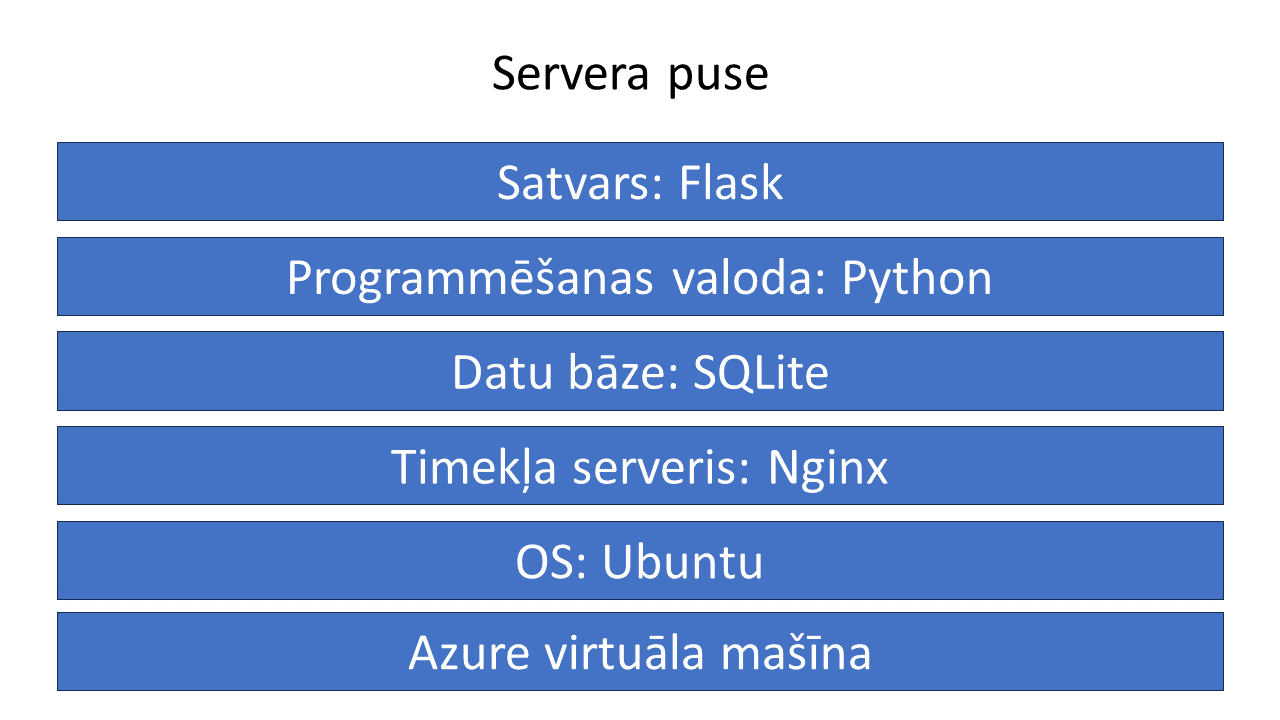 Servera puse
Satvars: Flask
Programmēšanas valoda: Python
Datu bāze: SQLite
Timekļa serveris: Nginx
OS: Ubuntu
Azure virtuāla mašīna